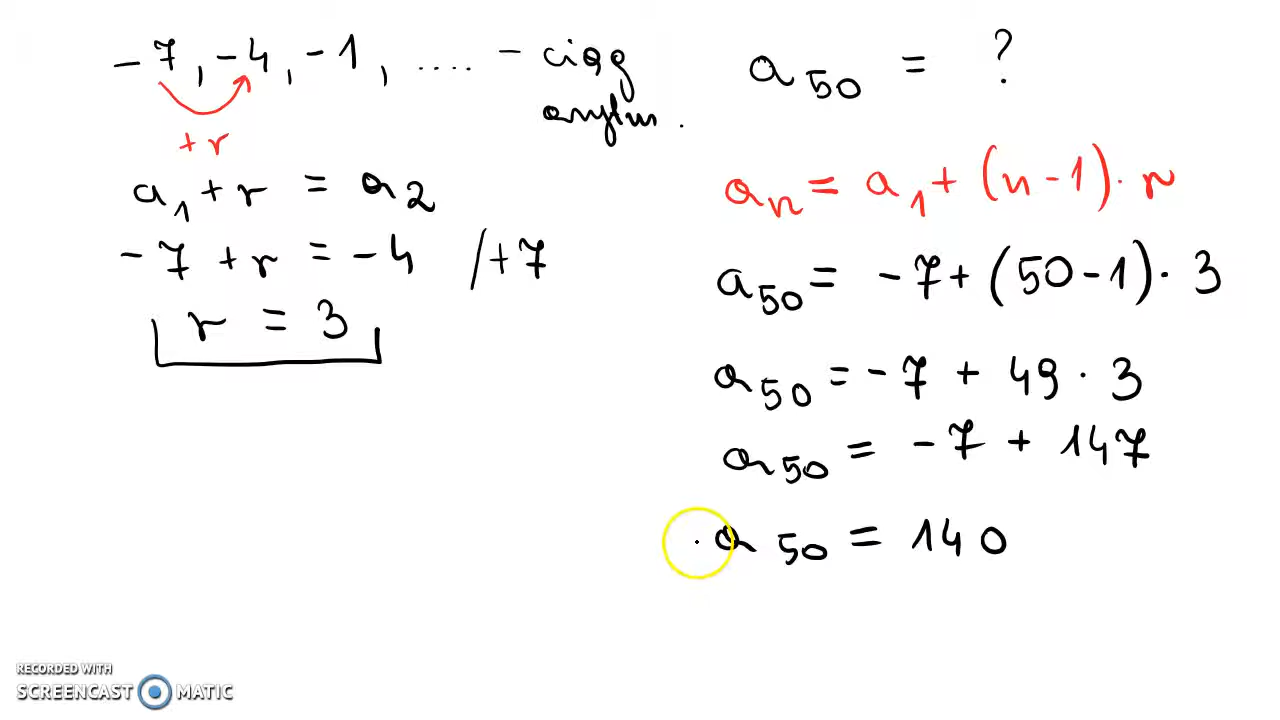 -7, -4, -1, .... - ciąg
arytm.
+r
a₁ + r = a₂
-7 + r = -4 /+7
r = 3
a₅₀ = ?
aₙ = a₁ + (n - 1) · r
a₅₀ = -7 + (50 - 1) · 3
a₅₀ = -7 + 49 · 3
a₅₀ = -7 + 147
a₅₀ = 140
RECORDED WITH
SCREENCAST MATIC